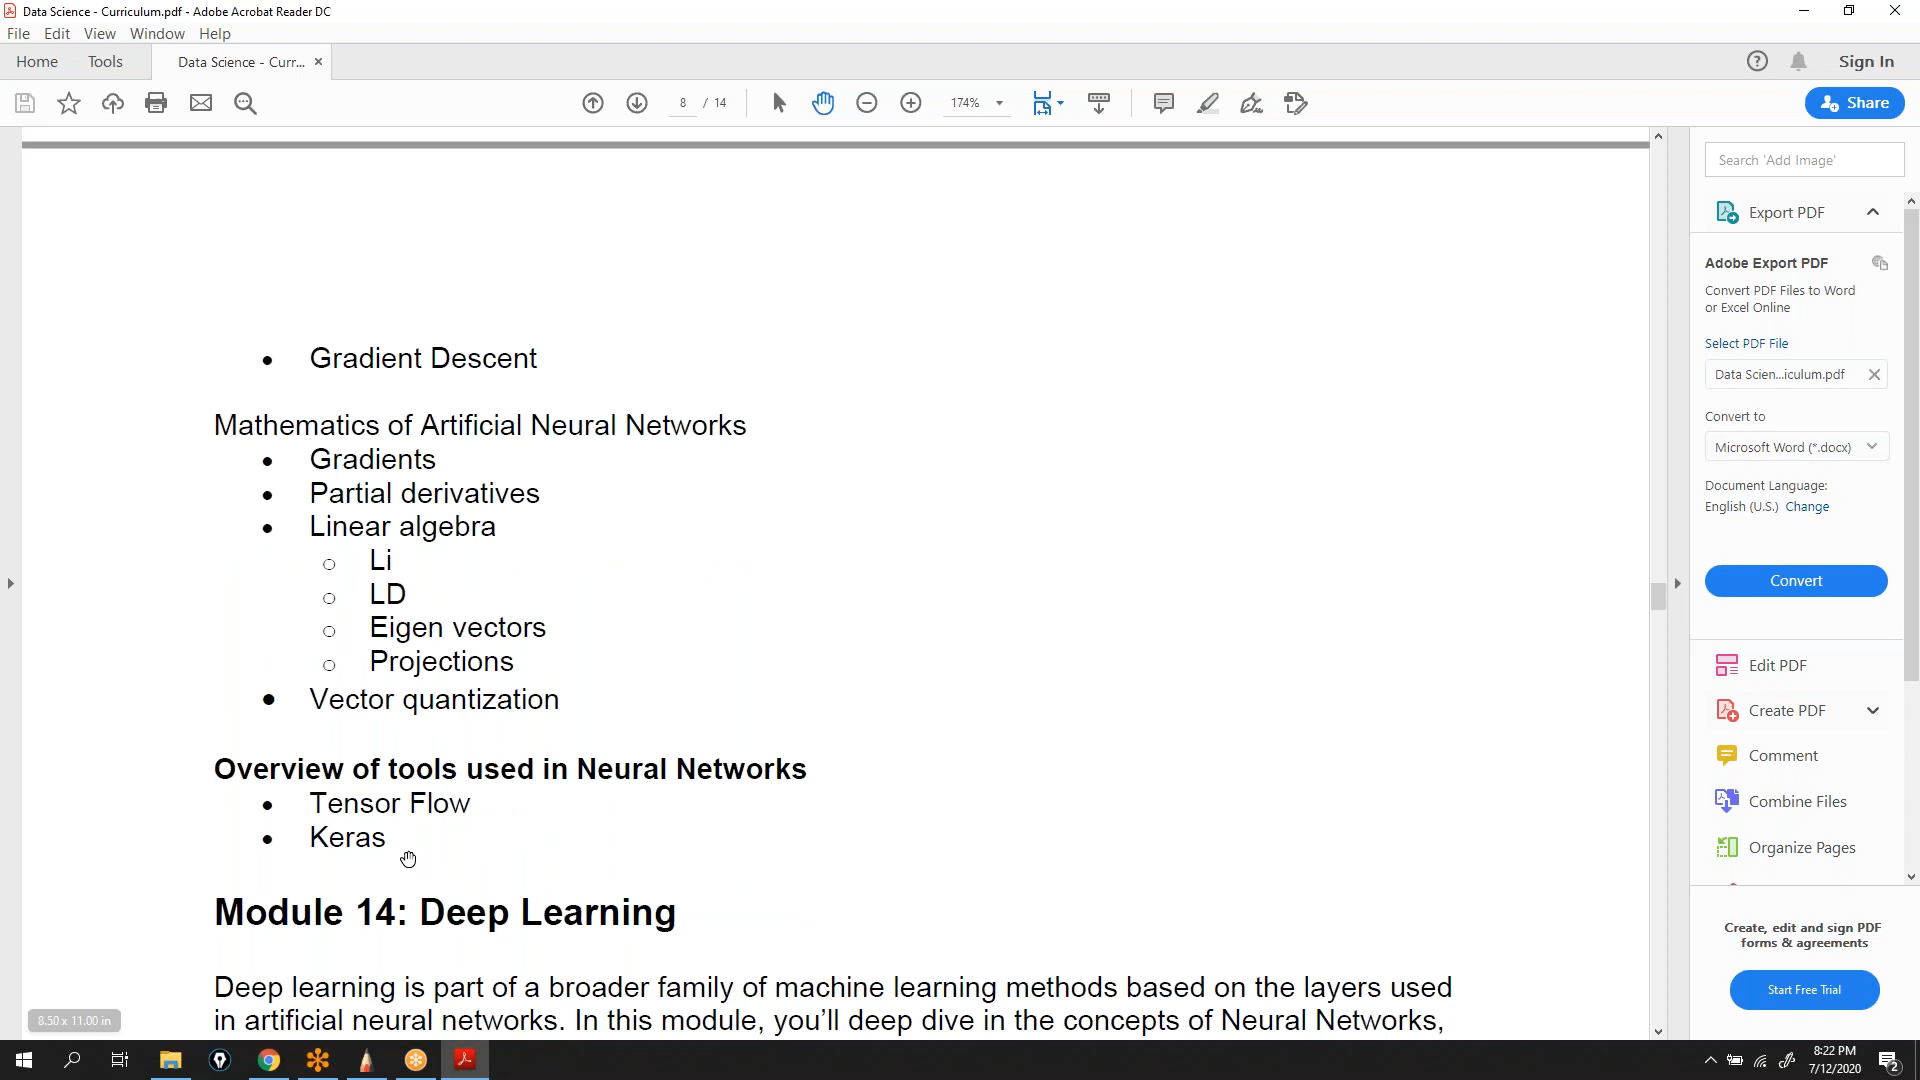 Data Science - Curriculum.pdf - Adobe Acrobat Reader DC
File Edit View Window Help
Home Tools Data Science - Curr... × Sign In
8 / 14 174% Share
Search 'Add Image'
Export PDF
Adobe Export PDF
Convert PDF Files to Word
or Excel Online
Select PDF File
Data Scien...iculum.pdf
Convert to
Microsoft Word (*.docx)
Document Language:
English (U.S.) Change
Convert
Edit PDF
Create PDF
Comment
Combine Files
Organize Pages
Create, edit and sign PDF
forms & agreements
Start Free Trial
• Gradient Descent
Mathematics of Artificial Neural Networks
• Gradients
• Partial derivatives
• Linear algebra
○ Li
○ LD
○ Eigen vectors
○ Projections
• Vector quantization
Overview of tools used in Neural Networks
• Tensor Flow
• Keras
Module 14: Deep Learning
Deep learning is part of a broader family of machine learning methods based on the layers used
in artificial neural networks. In this module, you'll deep dive in the concepts of Neural Networks,
8.50 x 11.00 in
8:22 PM
7/12/2020
2